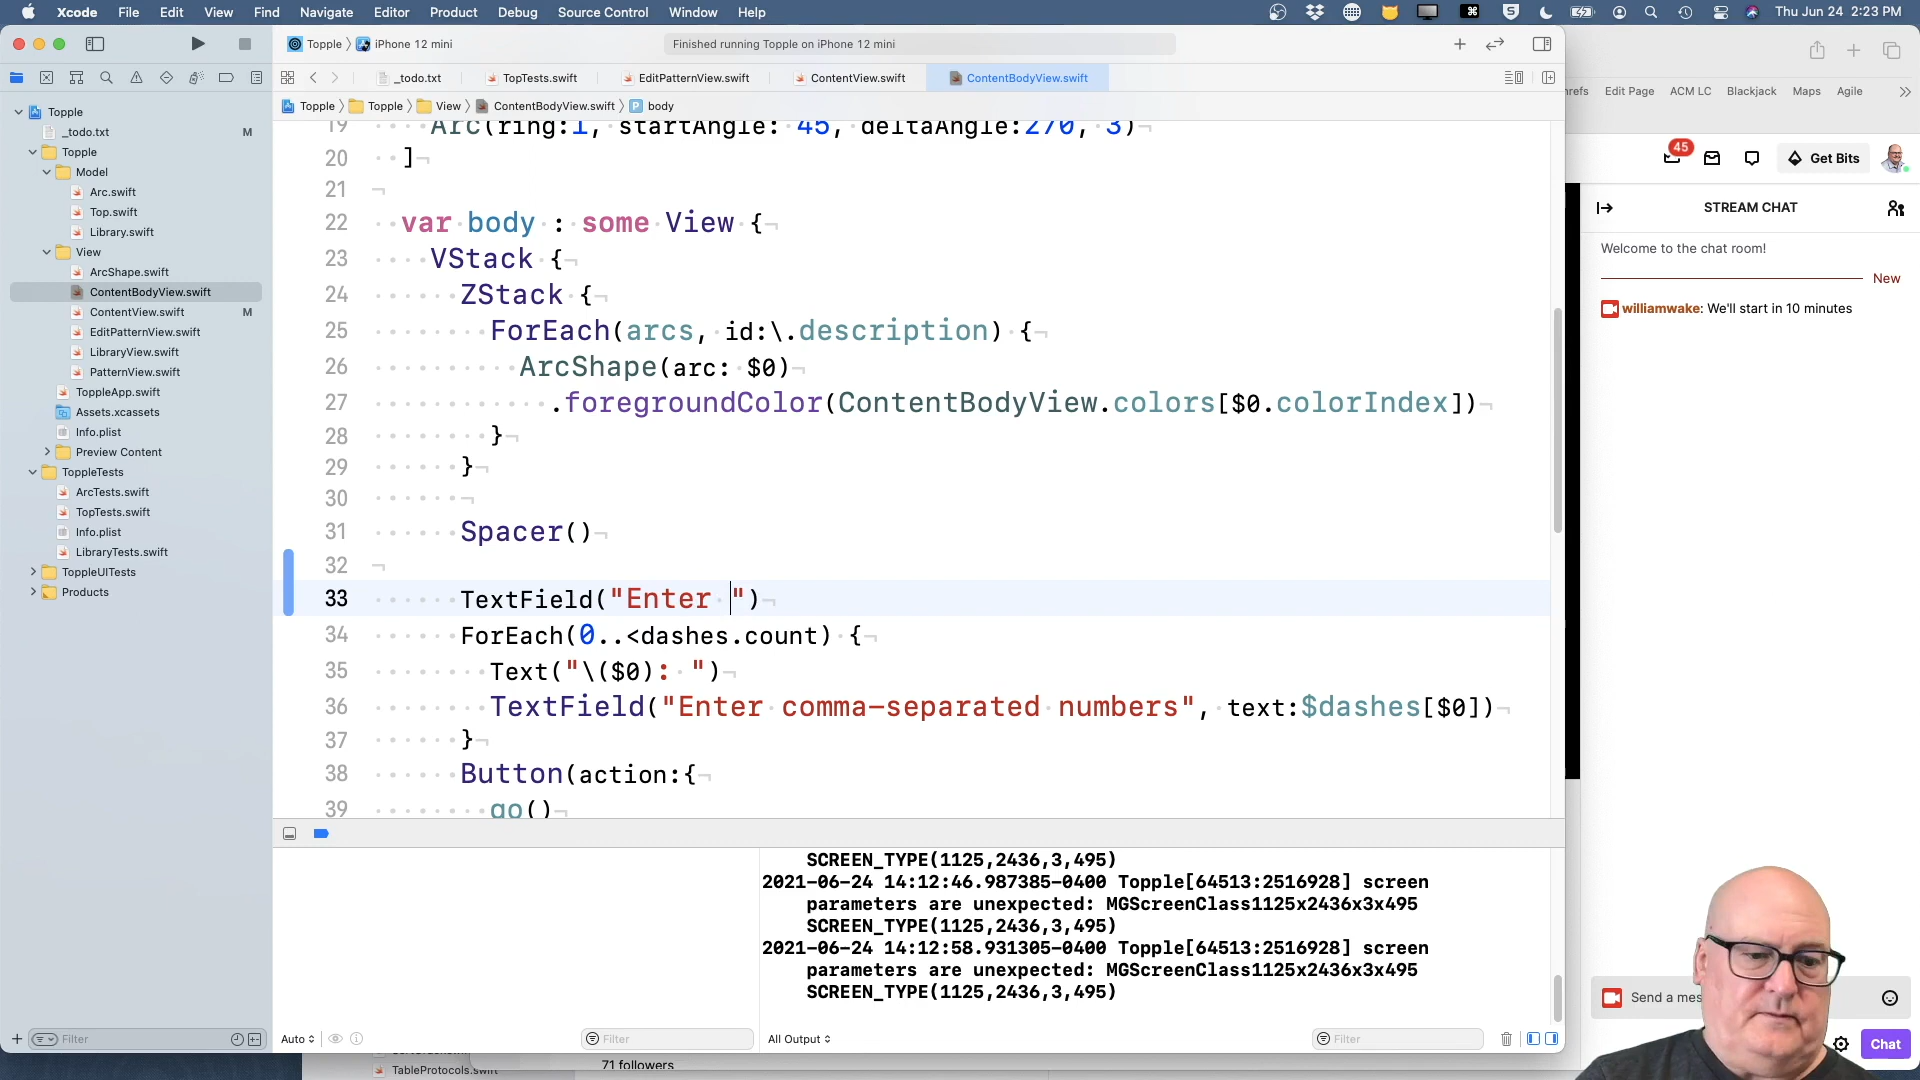 Xcode File Edit View Find Navigate Editor Product Debug Source Control Window Help Thu Jun 24 2:23 PM
Topple iPhone 12 mini Finished running Topple on iPhone 12 mini
_todo.txt TopTests.swift EditPatternView.swift ContentView.swift ContentBodyView.swift
Topple Topple View ContentBodyView.swift body
Topple
_todo.txt M
Topple
Model
Arc.swift
Top.swift
Library.swift
View
ArcShape.swift
ContentBodyView.swift
ContentView.swift M
EditPatternView.swift
LibraryView.swift
PatternView.swift
ToppleApp.swift
Assets.xcassets
Info.plist
Preview Content
ToppleTests
ArcTests.swift
TopTests.swift
Info.plist
LibraryTests.swift
ToppleUITests
Products
Filter
19 Arc(ring:1, startAngle: 45, deltaAngle:270, 3)
20 ]
21
22 var body : some View {
23 VStack {
24 ZStack {
25 ForEach(arcs, id:\.description) {
26 ArcShape(arc: $0)
27 .foregroundColor(ContentBodyView.colors[$0.colorIndex])
28 }
29 }
30
31 Spacer()
32
33 TextField("Enter ")
34 ForEach(0..<dashes.count) {
35 Text("\($0): ")
36 TextField("Enter comma-separated numbers", text:$dashes[$0])
37 }
38 Button(action:{
39 go()
SCREEN_TYPE(1125,2436,3,495)
2021-06-24 14:12:46.987385-0400 Topple[64513:2516928] screen
parameters are unexpected: MGScreenClass1125x2436x3x495
SCREEN_TYPE(1125,2436,3,495)
2021-06-24 14:12:58.931305-0400 Topple[64513:2516928] screen
parameters are unexpected: MGScreenClass1125x2436x3x495
SCREEN_TYPE(1125,2436,3,495)
Auto Filter All Output Filter
TableProtocols.swift 71 followers
Edit Page ACM LC Blackjack Maps Agile
45 Get Bits
STREAM CHAT
Welcome to the chat room!
New
williamwake: We'll start in 10 minutes
Send a mes
Chat